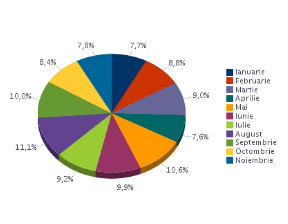 7,8%
7,7%
8,4%
8,8%
10,0%
9,0%
11,1%
7,6%
9,2%
9,9%
10,6%
Ianuarie
Februarie
Martie
Aprilie
Mai
Iunie
Iulie
August
Septembrie
Octombrie
Noiembrie